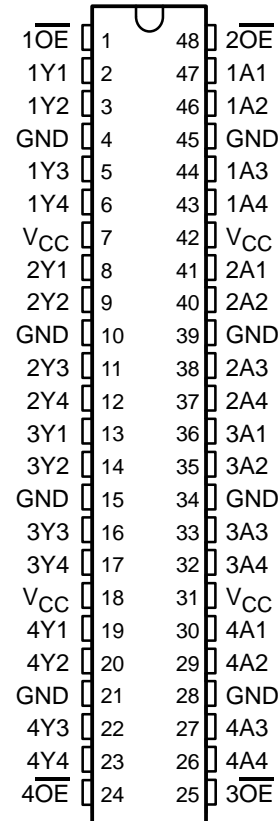 1O̅E̅ 1 48 2O̅E̅
1Y1 2 47 1A1
1Y2 3 46 1A2
GND 4 45 GND
1Y3 5 44 1A3
1Y4 6 43 1A4
VCC 7 42 VCC
2Y1 8 41 2A1
2Y2 9 40 2A2
GND 10 39 GND
2Y3 11 38 2A3
2Y4 12 37 2A4
3Y1 13 36 3A1
3Y2 14 35 3A2
GND 15 34 GND
3Y3 16 33 3A3
3Y4 17 32 3A4
VCC 18 31 VCC
4Y1 19 30 4A1
4Y2 20 29 4A2
GND 21 28 GND
4Y3 22 27 4A3
4Y4 23 26 4A4
4O̅E̅ 24 25 3O̅E̅